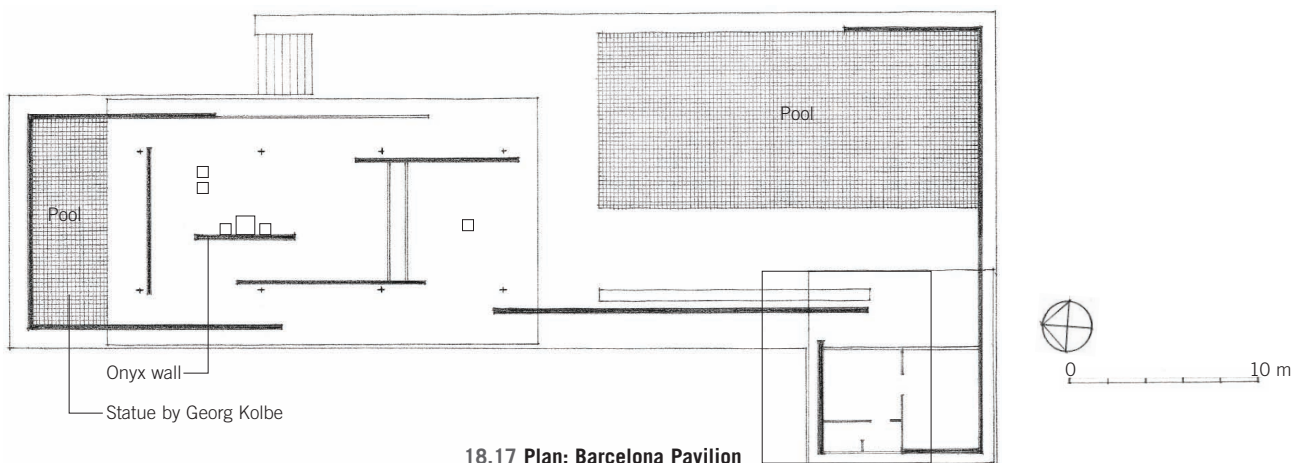 Pool
Pool
Onyx wall
Statue by Georg Kolbe
0 10 m
18.17 Plan: Barcelona Pavilion